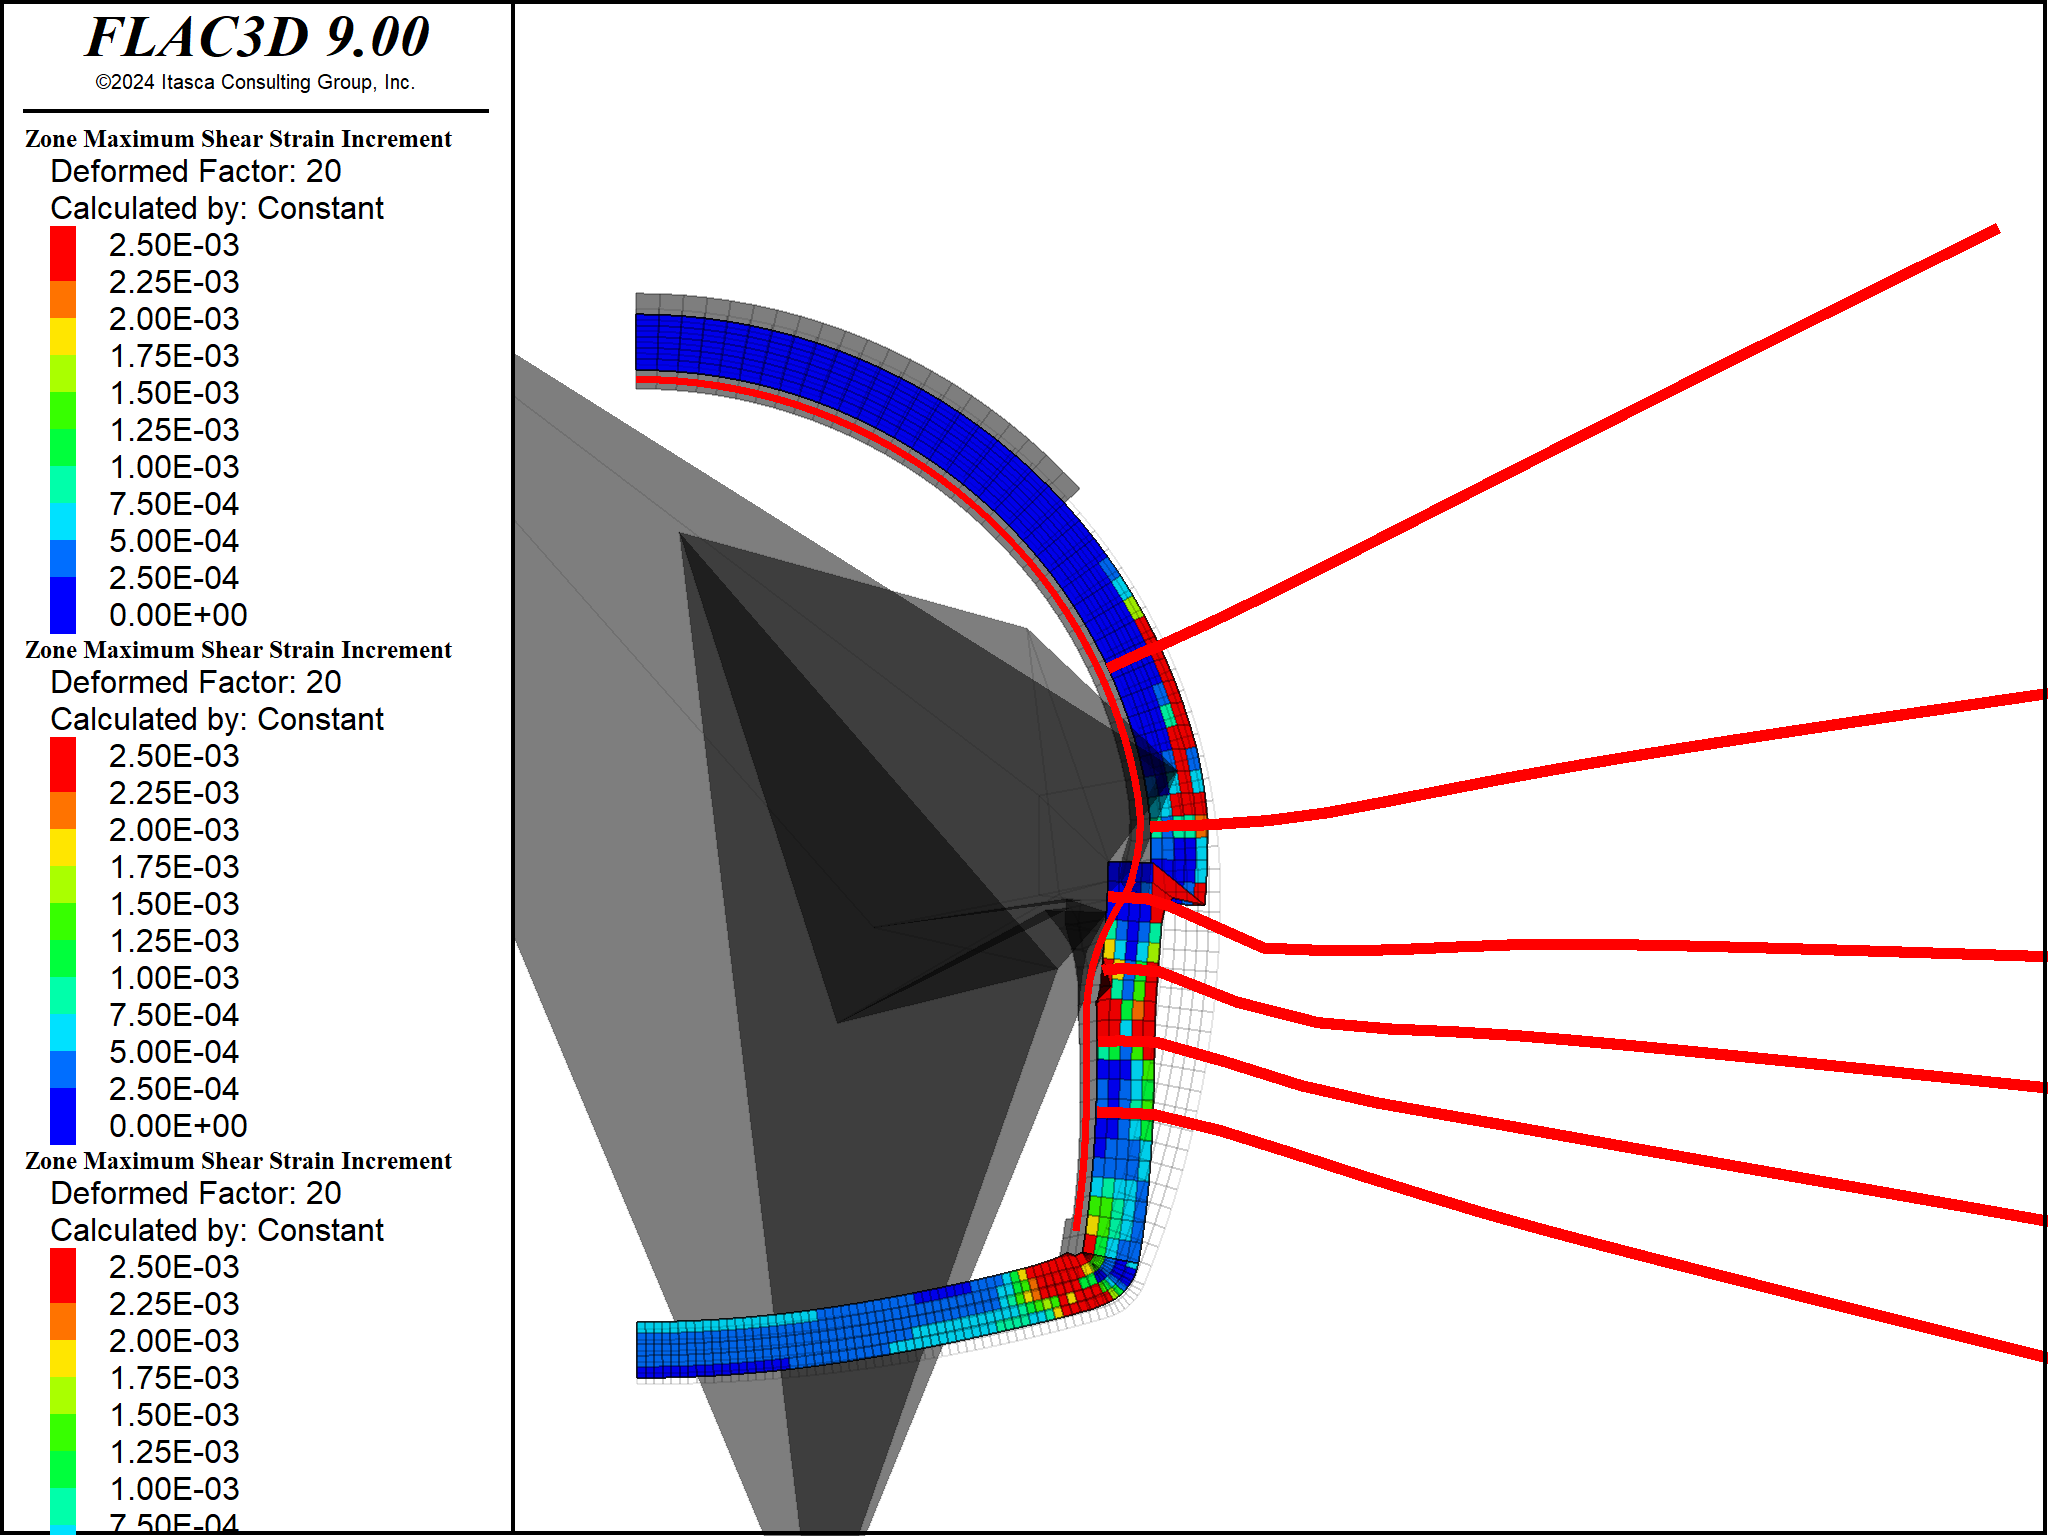 FLAC3D 9.00
©2024 Itasca Consulting Group, Inc.
Zone Maximum Shear Strain Increment
Deformed Factor: 20
Calculated by: Constant
2.50E-03
2.25E-03
2.00E-03
1.75E-03
1.50E-03
1.25E-03
1.00E-03
7.50E-04
5.00E-04
2.50E-04
0.00E+00
Zone Maximum Shear Strain Increment
Deformed Factor: 20
Calculated by: Constant
2.50E-03
2.25E-03
2.00E-03
1.75E-03
1.50E-03
1.25E-03
1.00E-03
7.50E-04
5.00E-04
2.50E-04
0.00E+00
Zone Maximum Shear Strain Increment
Deformed Factor: 20
Calculated by: Constant
2.50E-03
2.25E-03
2.00E-03
1.75E-03
1.50E-03
1.25E-03
1.00E-03
7.50E-04